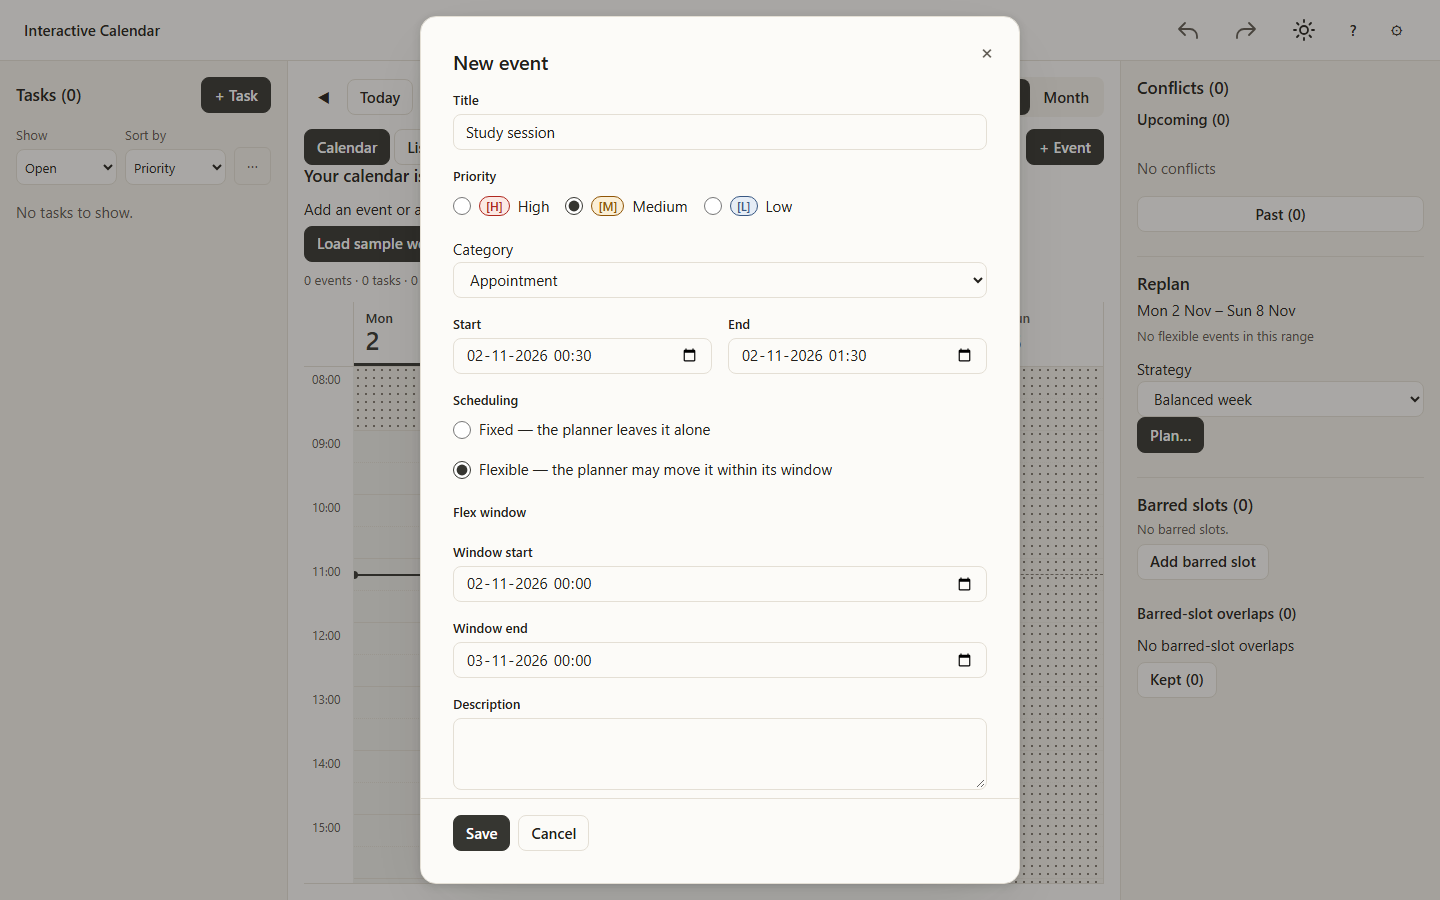 Interactive Calendar
?
Tasks (0)
+ Task
Show
Sort by
Open
Priority
...
No tasks to show.
◀
Today
Month
Calendar
+ Event
Your calendar
Add an event or a
Load sample
0 events · 0 tasks · 0
Mon
2
08:00
09:00
10:00
11:00
12:00
13:00
14:00
15:00
New event
×
Title
Study session
Priority
[H] High
[M] Medium
[L] Low
Category
Appointment
Start
End
02-11-2026 00:30
02-11-2026 01:30
Scheduling
Fixed — the planner leaves it alone
Flexible — the planner may move it within its window
Flex window
Window start
02-11-2026 00:00
Window end
03-11-2026 00:00
Description
Save
Cancel
Conflicts (0)
Upcoming (0)
No conflicts
Past (0)
Replan
Mon 2 Nov – Sun 8 Nov
No flexible events in this range
Strategy
Balanced week
Plan...
Barred slots (0)
No barred slots.
Add barred slot
Barred-slot overlaps (0)
No barred-slot overlaps
Kept (0)